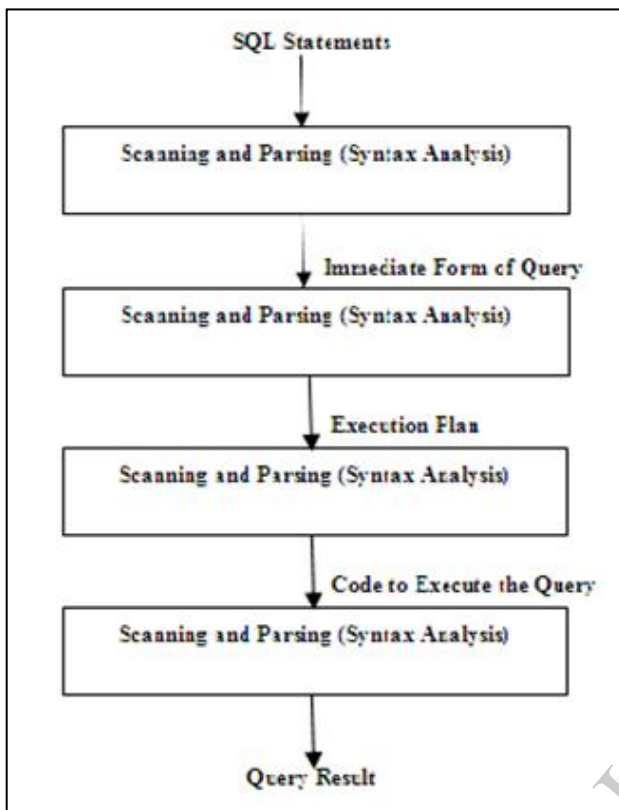 SQL Statements
Scanning and Parsing (Syntax Analysis)
Immediate Form of Query
Scanning and Parsing (Syntax Analysis)
Execution Plan
Scanning and Parsing (Syntax Analysis)
Code to Execute the Query
Scanning and Parsing (Syntax Analysis)
Query Result